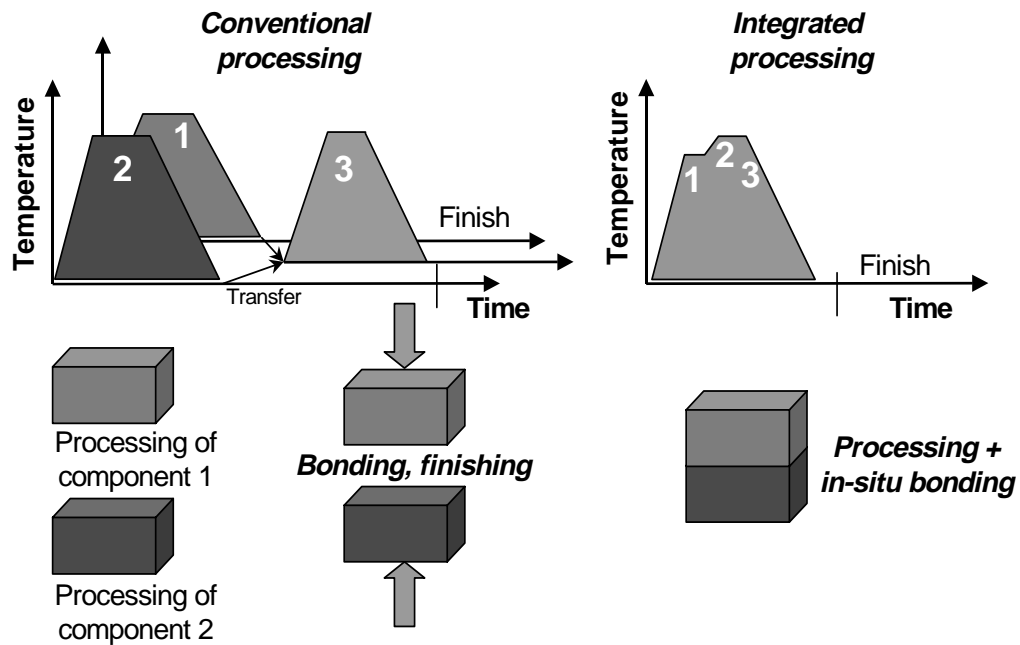 Conventional
processing
Temperature
1
2
3
Finish
Transfer
Time
Processing of
component 1
Bonding, finishing
Processing of
component 2
Integrated
processing
Temperature
1
2
3
Finish
Time
Processing +
in-situ bonding